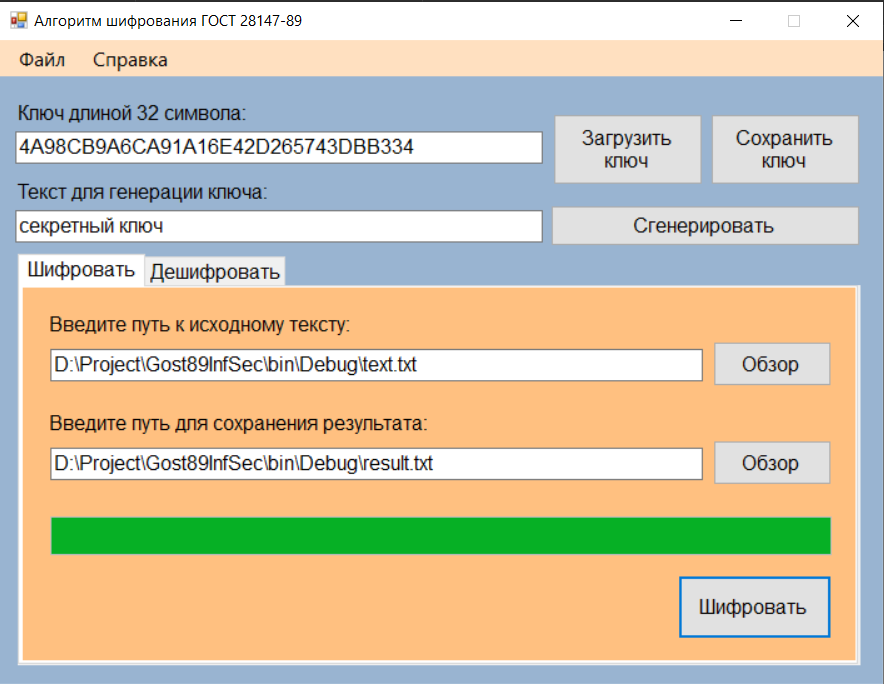 Алгоритм шифрования ГОСТ 28147-89
Файл Справка
Ключ длиной 32 символа:
4A98CB9A6CA91A16E42D265743DBB334
Загрузить
ключ
Сохранить
ключ
Текст для генерации ключа:
секретный ключ
Сгенерировать
Шифровать Дешифровать
Введите путь к исходному тексту:
D:\Project\Gost89InfSec\bin\Debug\text.txt
Обзор
Введите путь для сохранения результата:
D:\Project\Gost89InfSec\bin\Debug\result.txt
Обзор
Шифровать